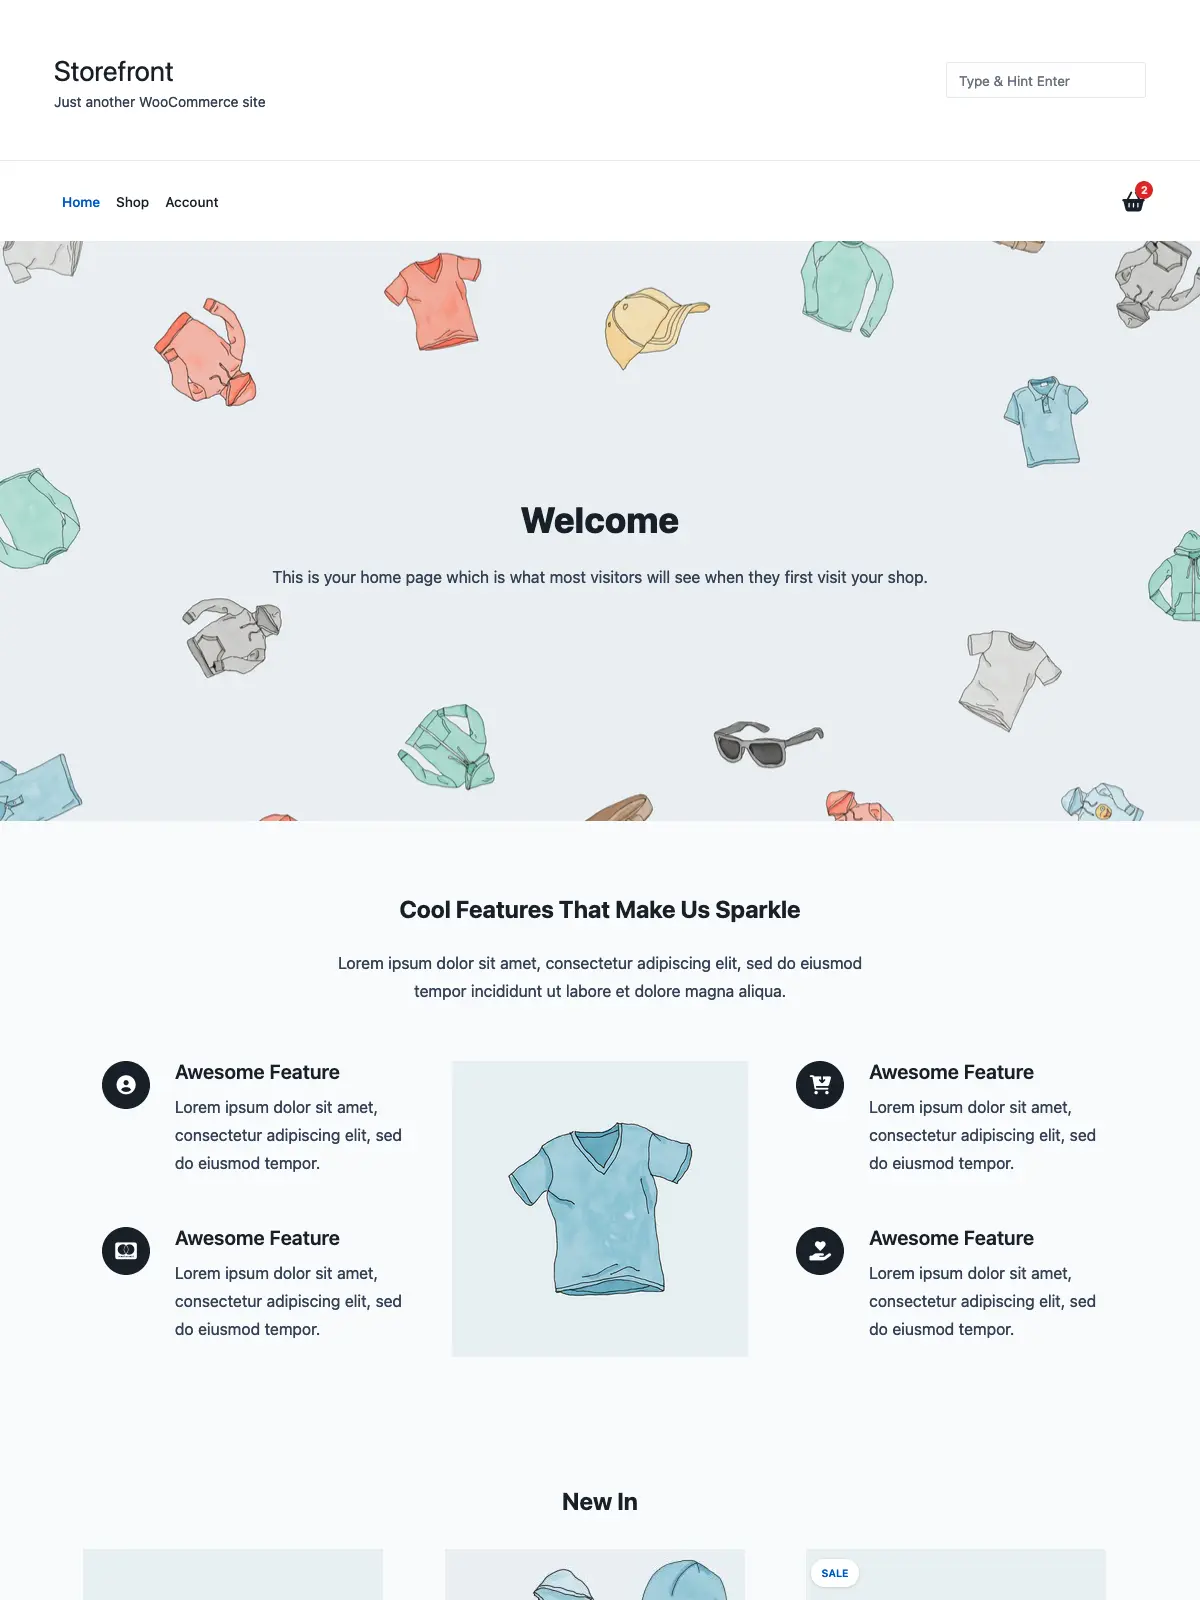 Storefront
Just another WooCommerce site
Type & Hint Enter
Home Shop Account
2
Welcome
This is your home page which is what most visitors will see when they first visit your shop.
Cool Features That Make Us Sparkle
Lorem ipsum dolor sit amet, consectetur adipiscing elit, sed do eiusmod
tempor incididunt ut labore et dolore magna aliqua.
Awesome Feature
Lorem ipsum dolor sit amet,
consectetur adipiscing elit, sed
do eiusmod tempor.
Awesome Feature
Lorem ipsum dolor sit amet,
consectetur adipiscing elit, sed
do eiusmod tempor.
Awesome Feature
Lorem ipsum dolor sit amet,
consectetur adipiscing elit, sed
do eiusmod tempor.
Awesome Feature
Lorem ipsum dolor sit amet,
consectetur adipiscing elit, sed
do eiusmod tempor.
New In
SALE